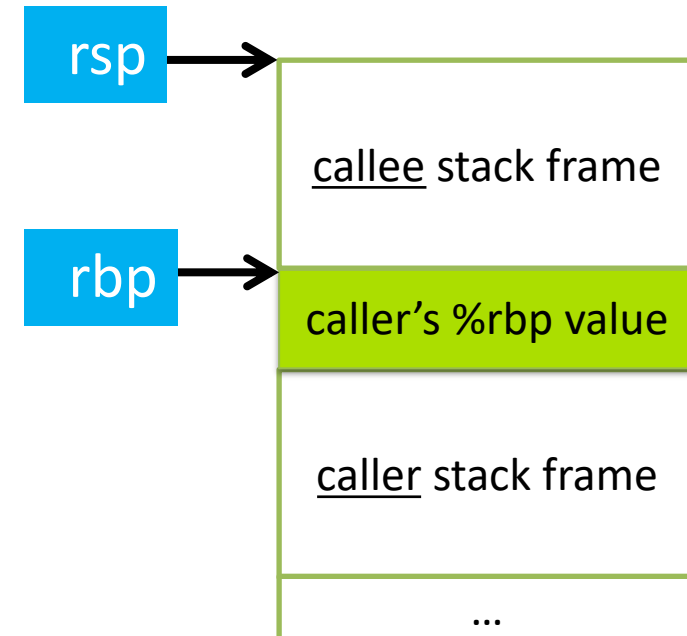 rsp
callee stack frame
rbp
caller’s %rbp value
caller stack frame
…